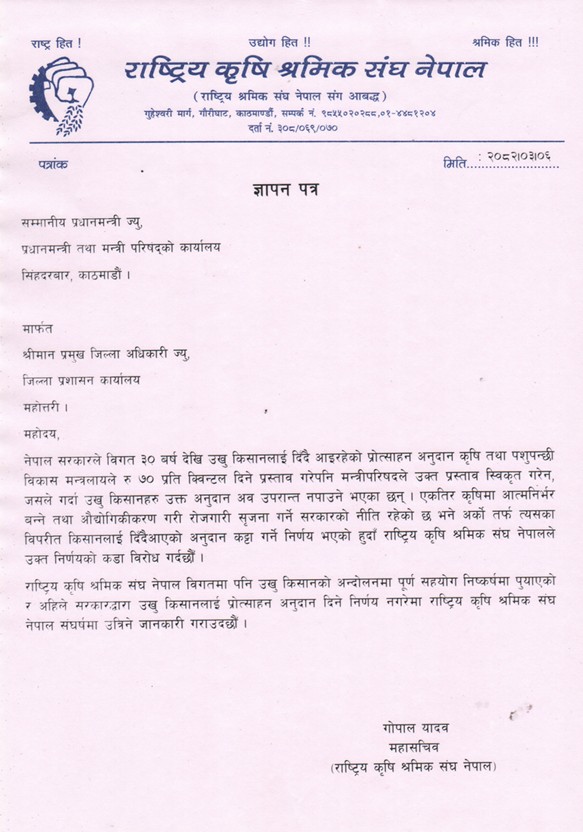 राष्ट्र हित ! उद्योग हित !! श्रमिक हित !!!
राष्ट्रिय कृषि श्रमिक संघ नेपाल
(राष्ट्रिय श्रमिक संघ नेपाल संग आबद्ध)
गुहेश्वरी मार्ग, गौरीघाट, काठमाण्डौं, सम्पर्क नं. ९८५५०२०२८८,०१-४४८१२०४
दर्ता नं. ३०८/०६९/०७०
पत्रांक मिति.: २०८२।०३।०६
ज्ञापन पत्र
सम्मानीय प्रधानमन्त्री ज्यु,
प्रधानमन्त्री तथा मन्त्री परिषद्को कार्यालय
सिंहदरबार, काठमाडौं ।
मार्फत
श्रीमान प्रमुख जिल्ला अधिकारी ज्यु,
जिल्ला प्रशासन कार्यालय
महोत्तरी ।
महोदय,
नेपाल सरकारले विगत ३० बर्ष देखि उखु किसानलाई दिँदै आइरहेको प्रोत्साहन अनुदान कृषि तथा पशुपन्छी
विकास मन्त्रलायले रु ७० प्रति क्विन्टल दिने प्रस्ताव गरेपनि मन्त्रीपरिषदले उक्त प्रस्ताव स्विकृत गरेन,
जसले गर्दा उखु किसानहरु उक्त अनुदान अब उपरान्त नपाउने भएका छन् । एकतिर कृषिमा आत्मनिर्भर
बन्ने तथा औद्योगिकीकरण गरी रोजगारी सृजना गर्ने सरकारको नीति रहेको छ भने अर्को तर्फ त्यसका
बिपरीत किसानलाई दिँदैआएको अनुदान कट्टा गर्ने निर्णय भएको हुदाँ राष्ट्रिय कृषि श्रमिक संघ नेपालले
उक्त निर्णयको कडा विरोध गर्दछौँ ।
राष्ट्रिय कृषि श्रमिक संघ नेपाल विगतमा पनि उखु किसानको अन्दोलनमा पूर्ण सहयोग निष्कर्षमा पुयाएको
र अहिले सरकारद्धारा उखु किसानलाई प्रोत्साहन अनुदान दिने निर्णय नगरेमा राष्ट्रिय कृषि श्रमिक संघ
नेपाल संघर्षमा उत्रिने जानकारी गराउदछौँ ।
गोपाल यादव
महासचिव
(राष्ट्रिय कृषि श्रमिक संघ नेपाल)